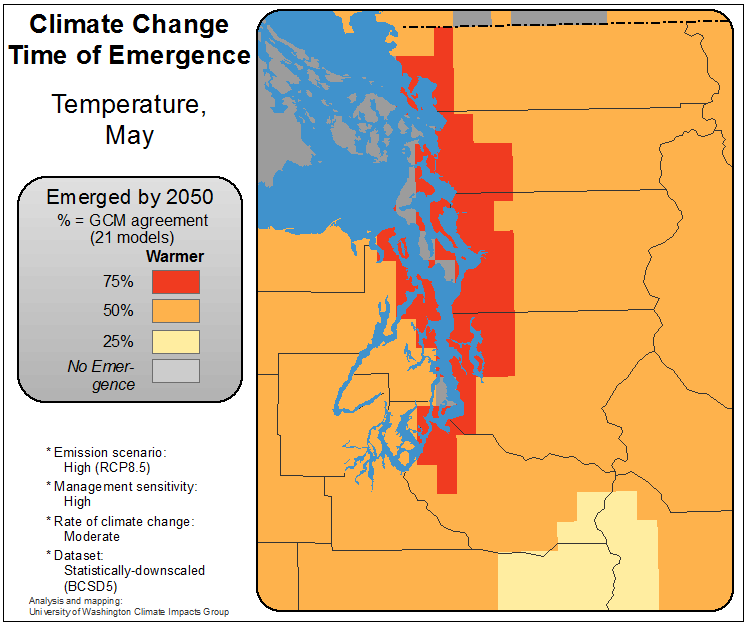 Climate Change
Time of Emergence
Temperature,
May
Emerged by 2050
% = GCM agreement
(21 models)
Warmer
75%
50%
25%
No Emer-
gence
* Emission scenario:
High (RCP8.5)
* Management sensitivity:
High
* Rate of climate change:
Moderate
* Dataset:
Statistically-downscaled
(BCSD5)
Analysis and mapping:
University of Washington Climate Impacts Group